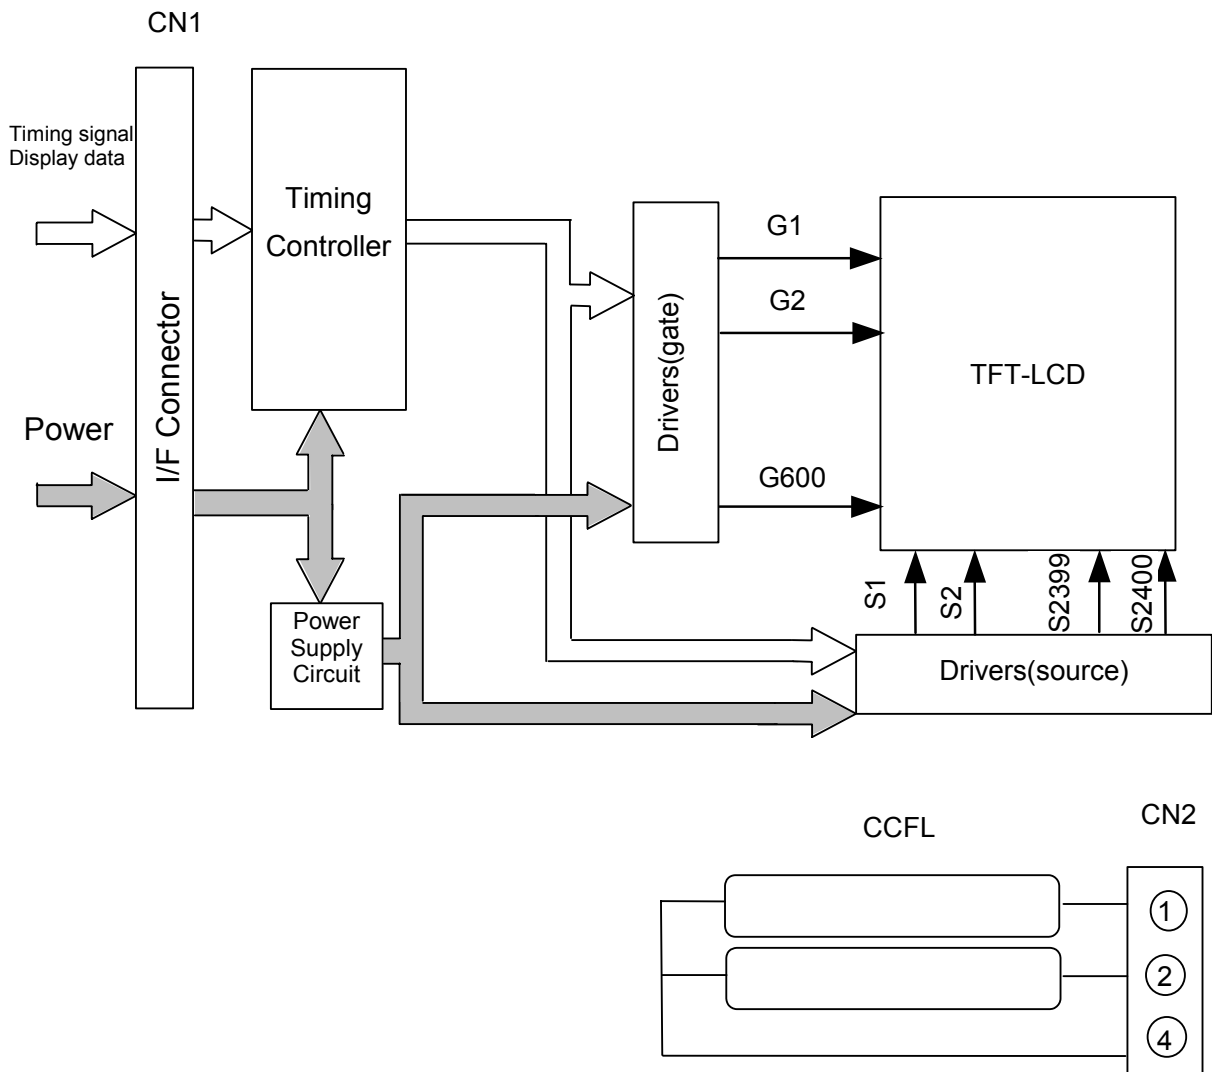 CN1
Timing signal
Display data
Timing
Controller
I/F Connector
Power
Drivers(gate)
G1
G2
G600
TFT-LCD
Power
Supply
Circuit
S1
S2
S2399
S2400
Drivers(source)
CCFL
CN2
1
2
4